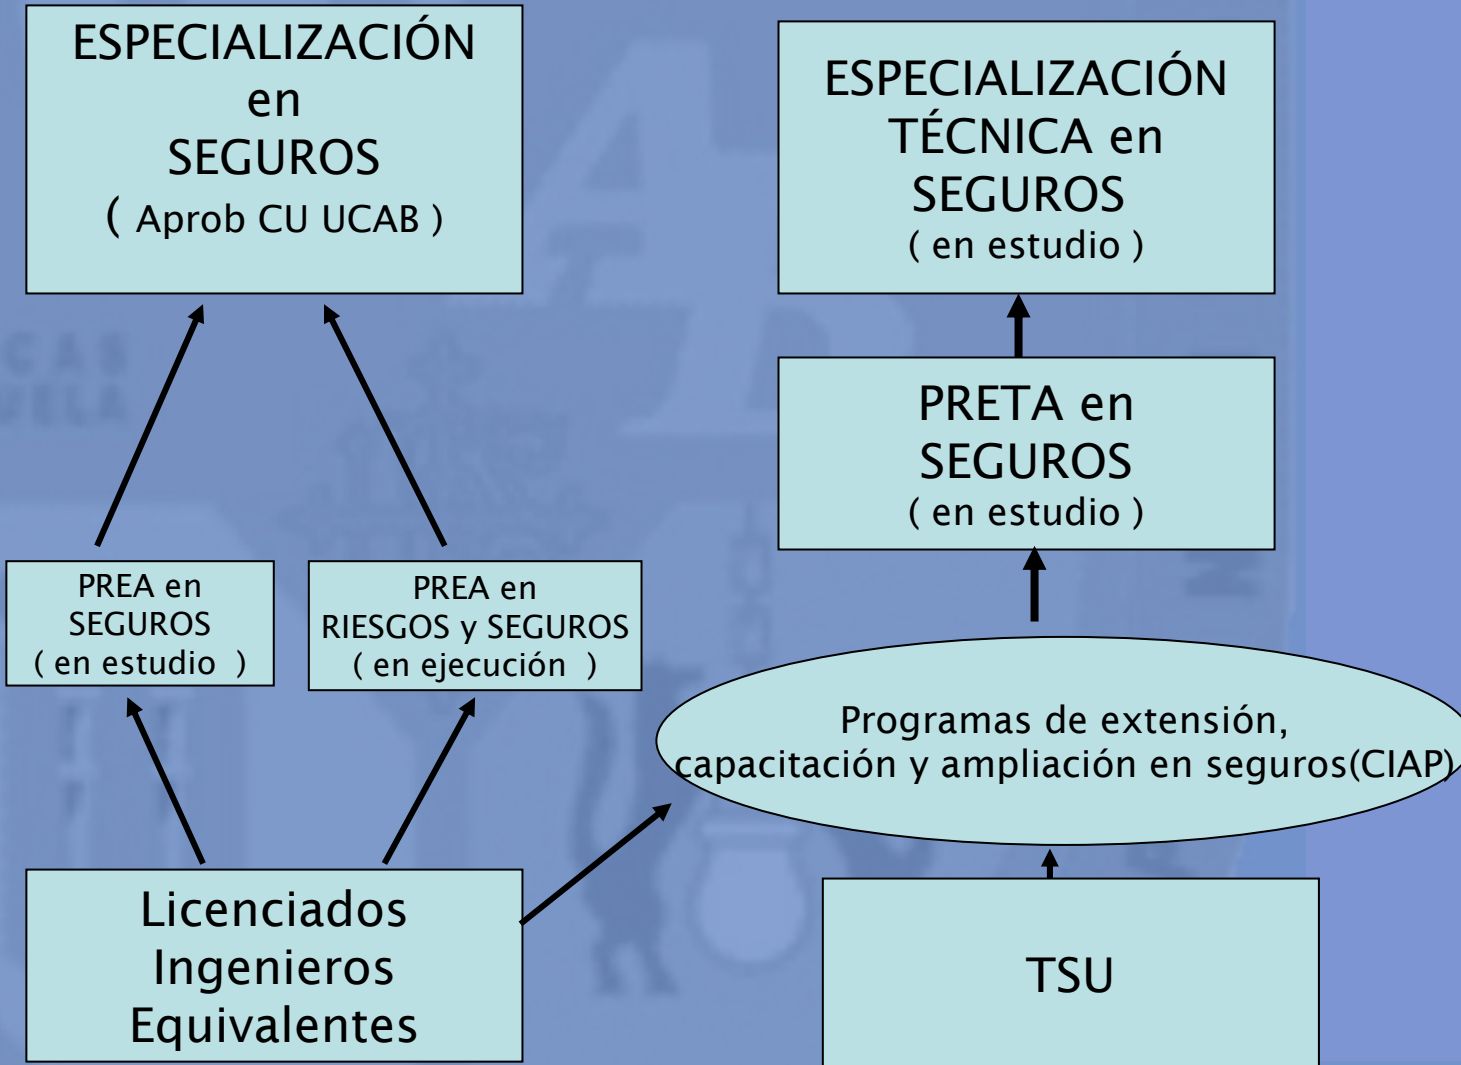 ESPECIALIZACIÓN
en
SEGUROS
( Aprob CU UCAB )
ESPECIALIZACIÓN
TÉCNICA en
SEGUROS
( en estudio )
PRETA en
SEGUROS
( en estudio )
PREA en
SEGUROS
( en estudio )
PREA en
RIESGOS y SEGUROS
( en ejecución )
Programas de extensión,
capacitación y ampliación en seguros(CIAP)
Licenciados
Ingenieros
Equivalentes
TSU